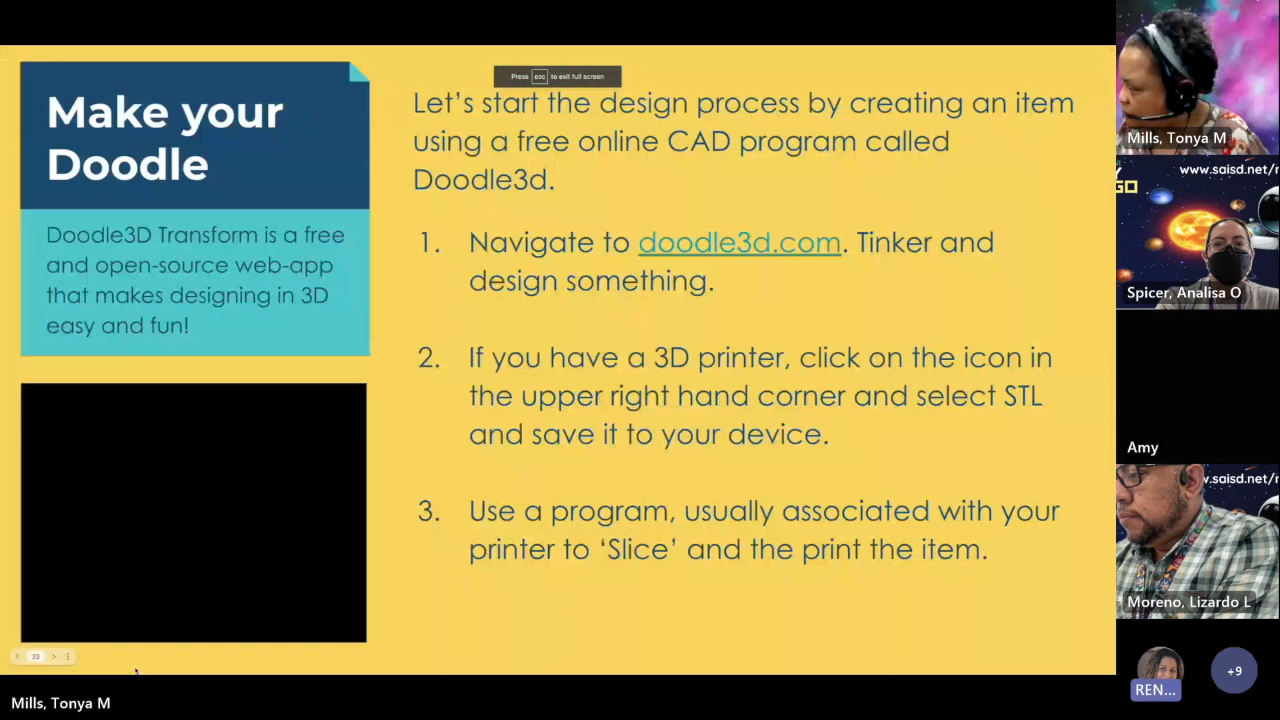 Press esc to exit full screen
Make your
Doodle
Doodle3D Transform is a free
and open-source web-app
that makes designing in 3D
easy and fun!
Let’s start the design process by creating an item
using a free online CAD program called
Doodle3d.
1. Navigate to doodle3d.com. Tinker and
design something.
2. If you have a 3D printer, click on the icon in
the upper right hand corner and select STL
and save it to your device.
3. Use a program, usually associated with your
printer to ‘Slice’ and the print the item.
33
Mills, Tonya M
Mills, Tonya M
www.saisd.net/
GO
Spicer, Analisa O
Amy
w.saisd.net/
Moreno, Lizardo L
REN...
+9